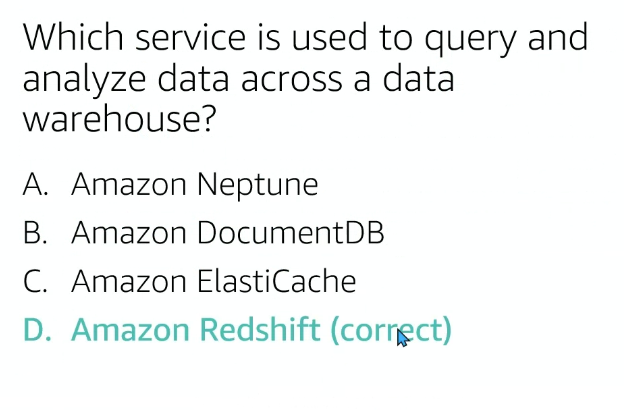 Which service is used to query and
analyze data across a data
warehouse?
A. Amazon Neptune
B. Amazon DocumentDB
C. Amazon ElastiCache
D. Amazon Redshift (correct)